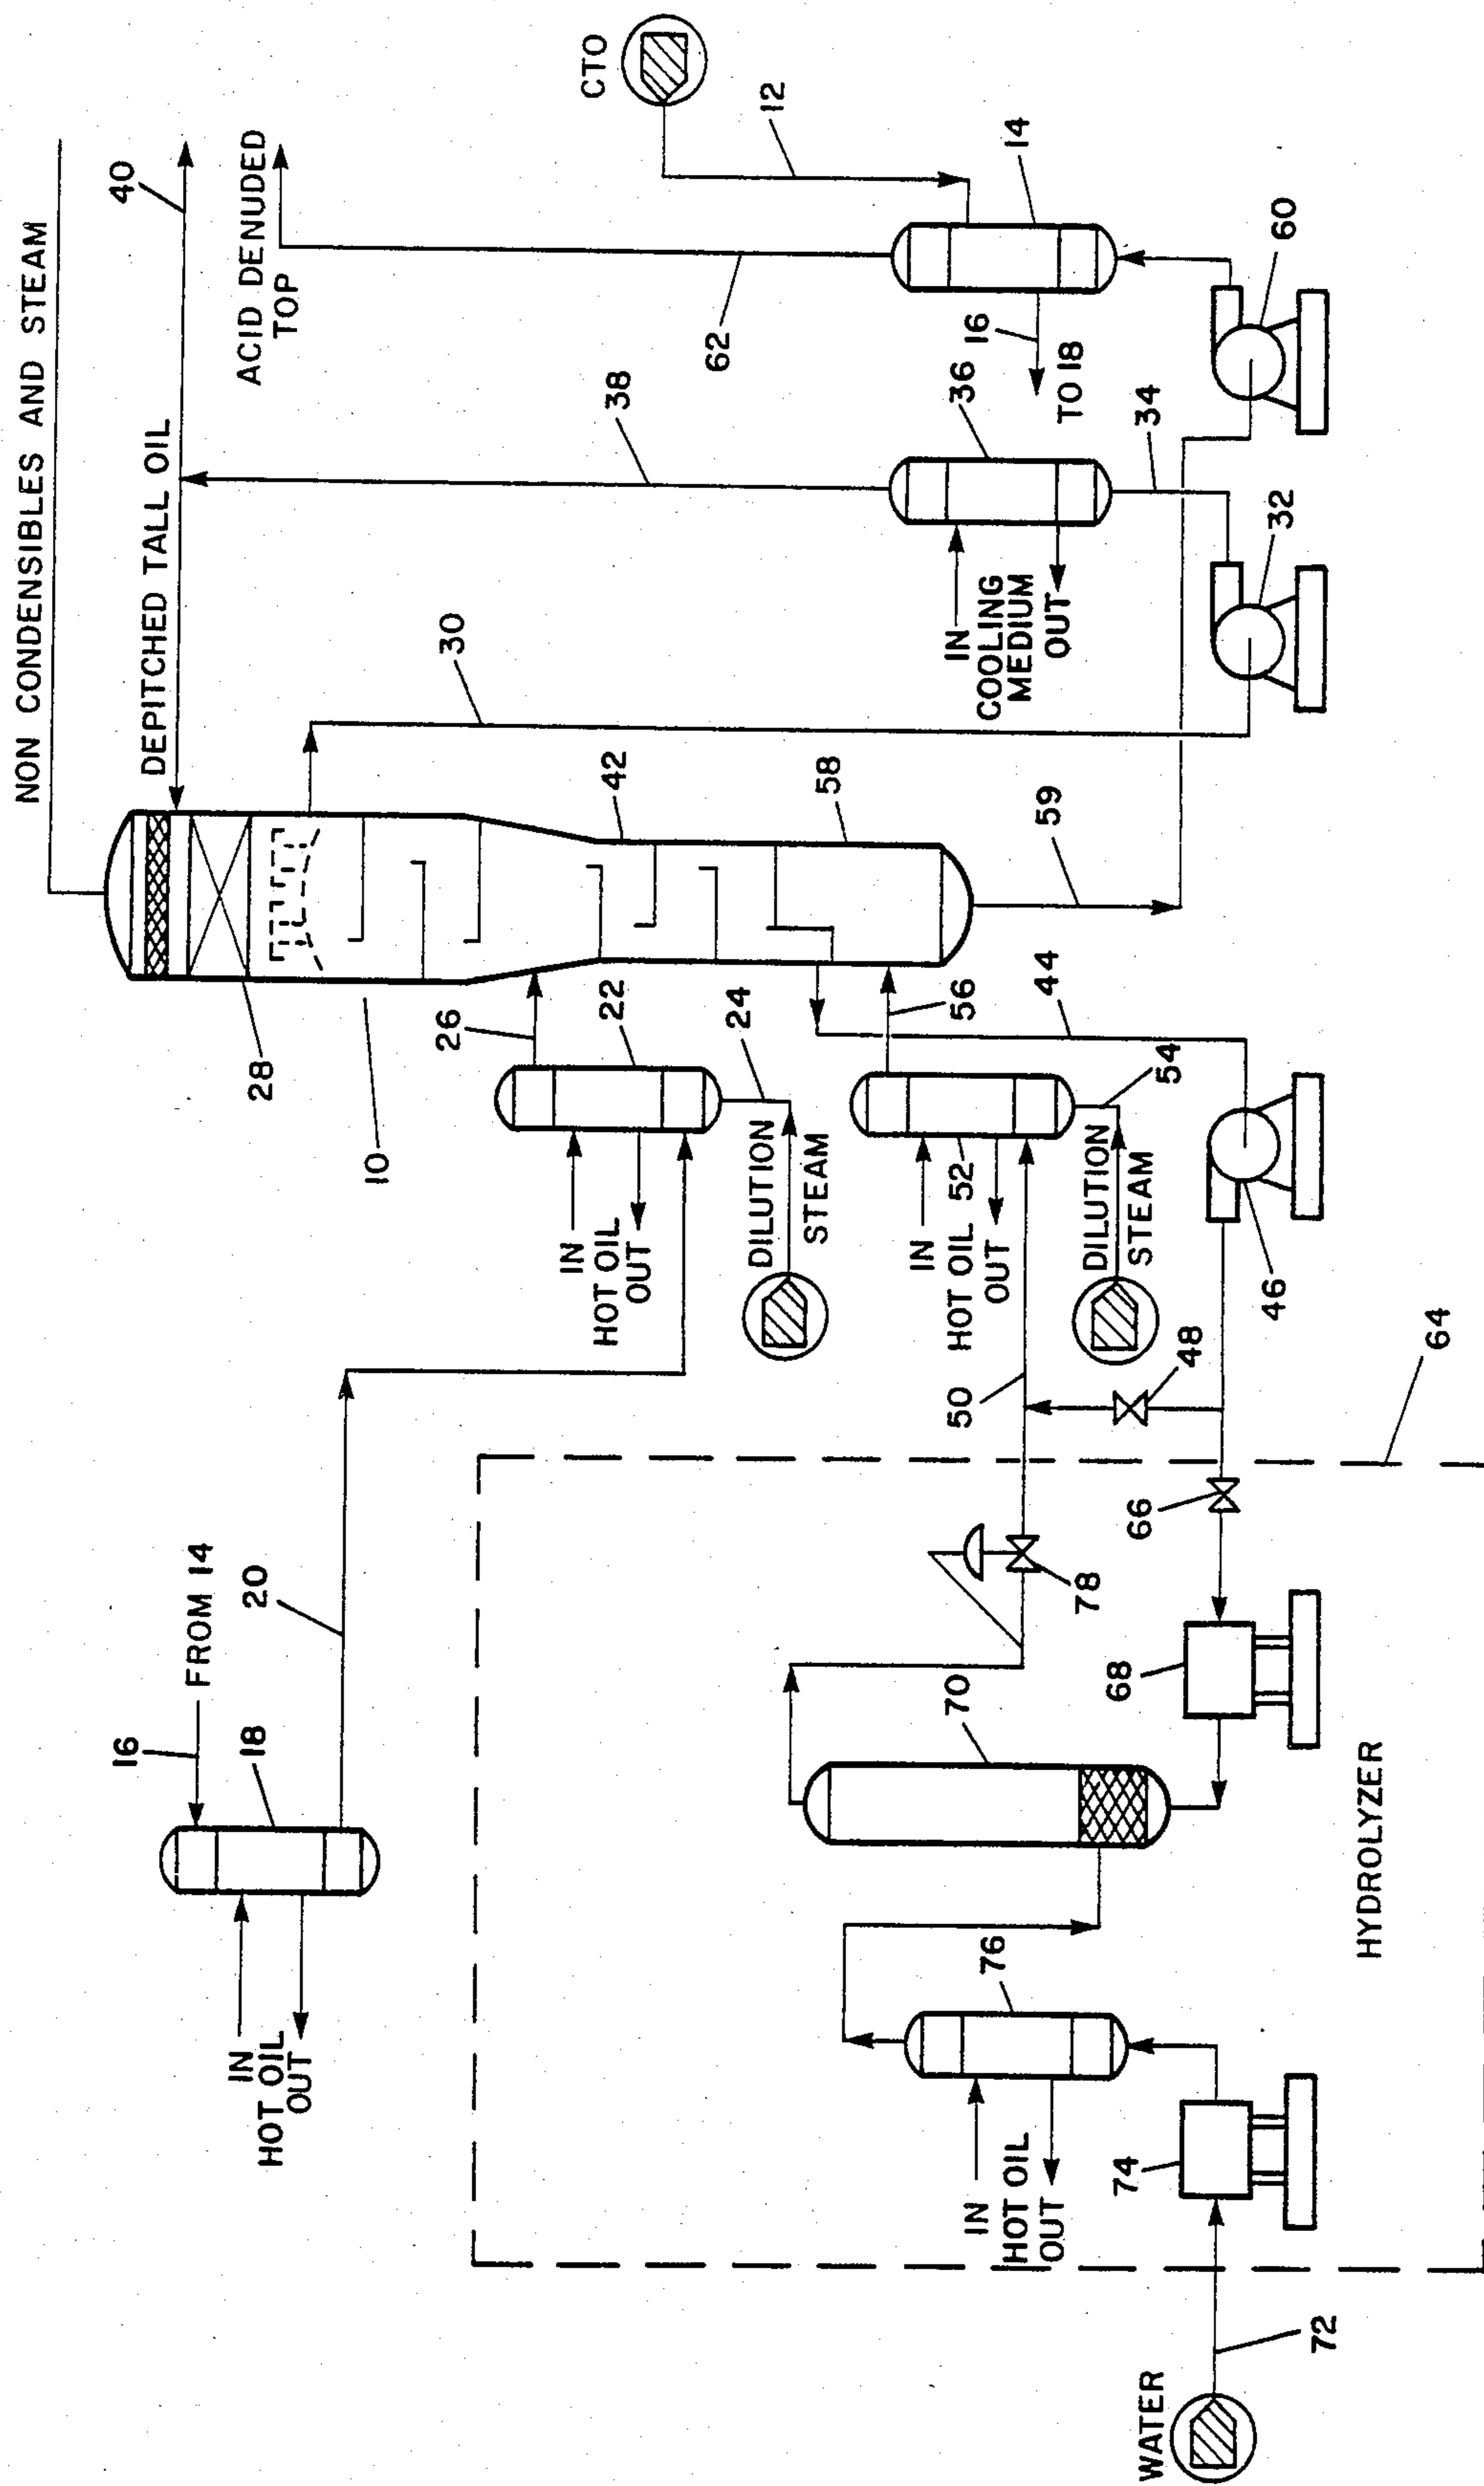 NON CONDENSIBLES AND STEAM
DEPITCHED TALL OIL
40
ACID DENUDED
TOP
CTO
12
14
62
16
TO 18
60
38
36
34
IN
COOLING
MEDIUM
OUT
32
30
42
58
59
28
10
26
22
24
IN
HOT OIL
OUT
DILUTION
STEAM
56
44
54
IN
HOT OIL
OUT
52
DILUTION
STEAM
46
50
48
64
16
FROM 14
20
18
IN
HOT OIL
OUT
66
78
68
70
76
IN
HOT OIL
OUT
74
HYDROLYZER
WATER
72